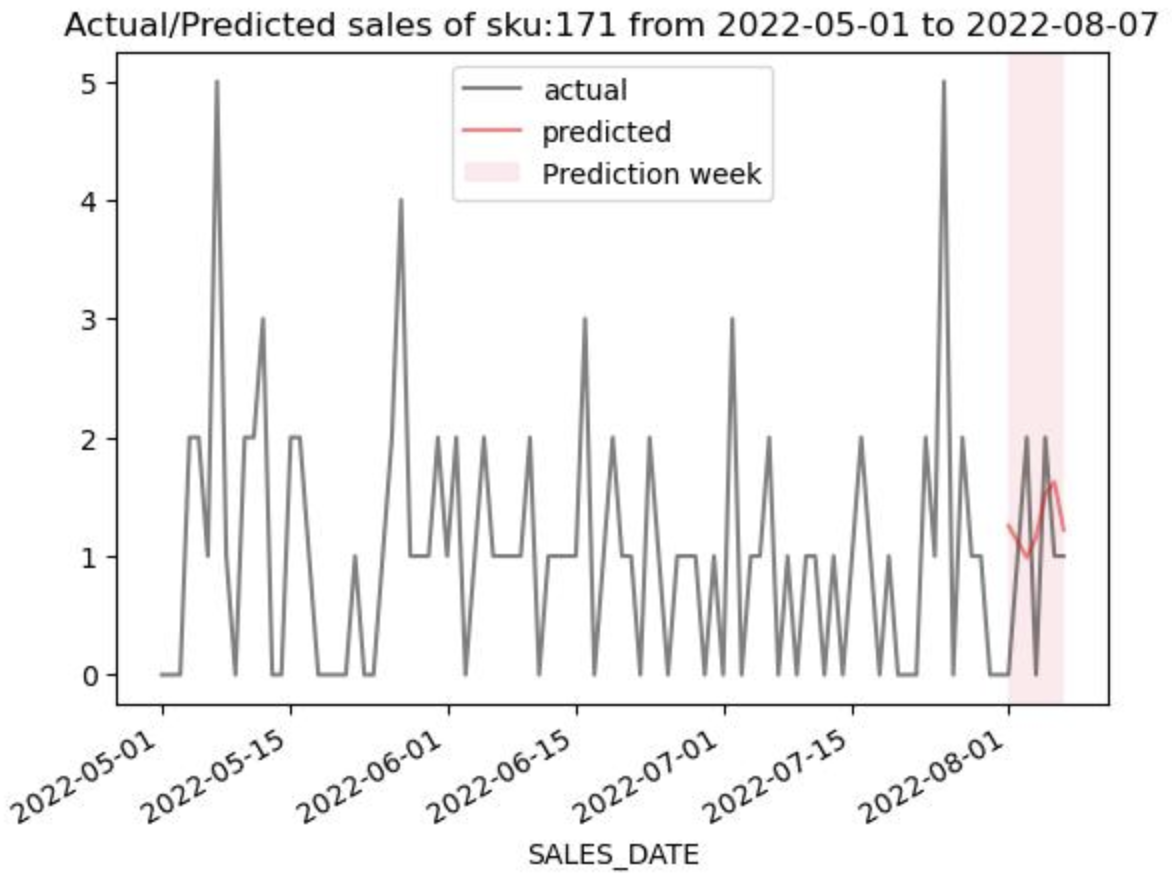 Actual/Predicted sales of sku:171 from 2022-05-01 to 2022-08-07
actual
predicted
Prediction week
5
4
3
2
1
0
2022-05-01
2022-05-15
2022-06-01
2022-06-15
2022-07-01
2022-07-15
2022-08-01
SALES_DATE